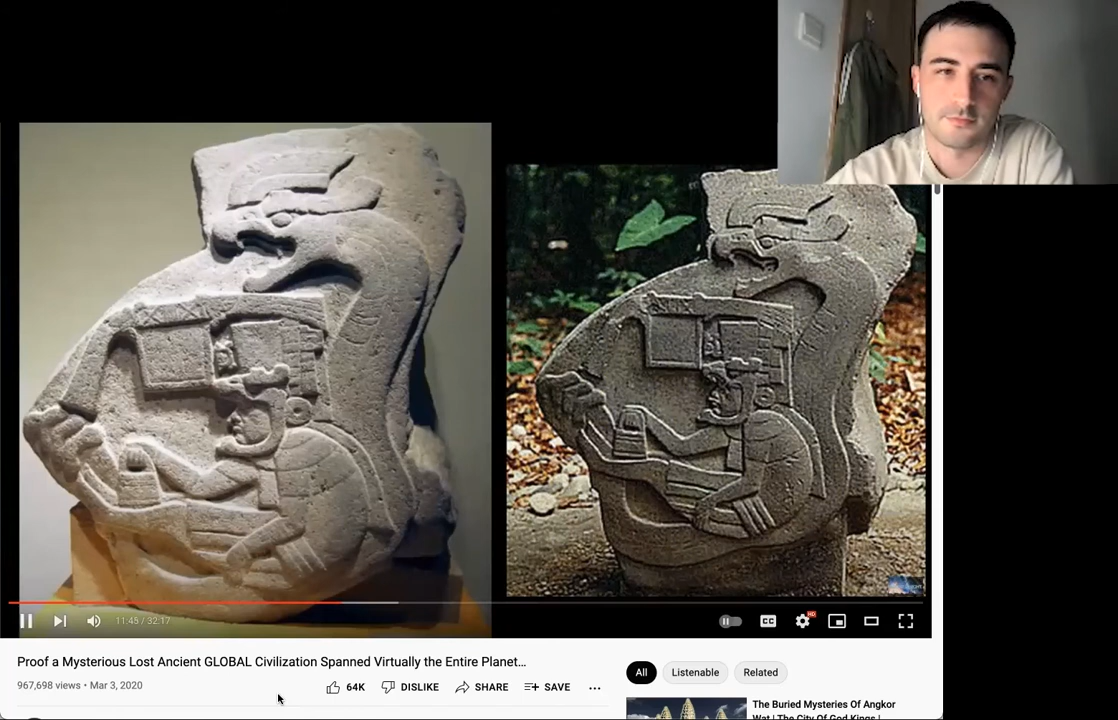 11:45 / 32:17
CC
HD
Proof a Mysterious Lost Ancient GLOBAL Civilization Spanned Virtually the Entire Planet...
967,698 views • Mar 3, 2020
64K
DISLIKE
SHARE
SAVE
All
Listenable
Related
The Buried Mysteries Of Angkor
Wat | The City Of God Kings |